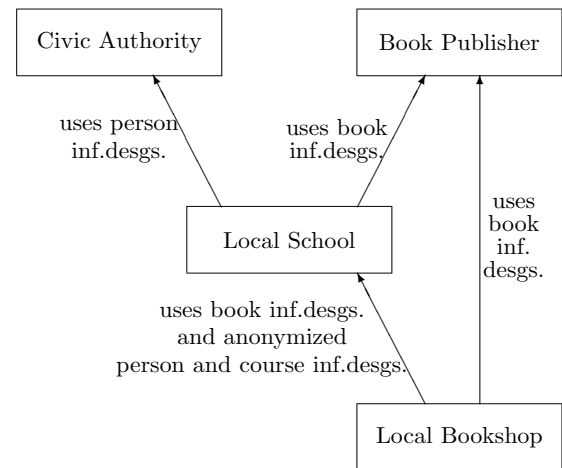 Civic Authority
Book Publisher
uses person
inf.desgs.
uses book
inf.desgs.
uses
book
inf.
desgs.
Local School
uses book inf.desgs.
and anonymized
person and course inf.desgs.
Local Bookshop